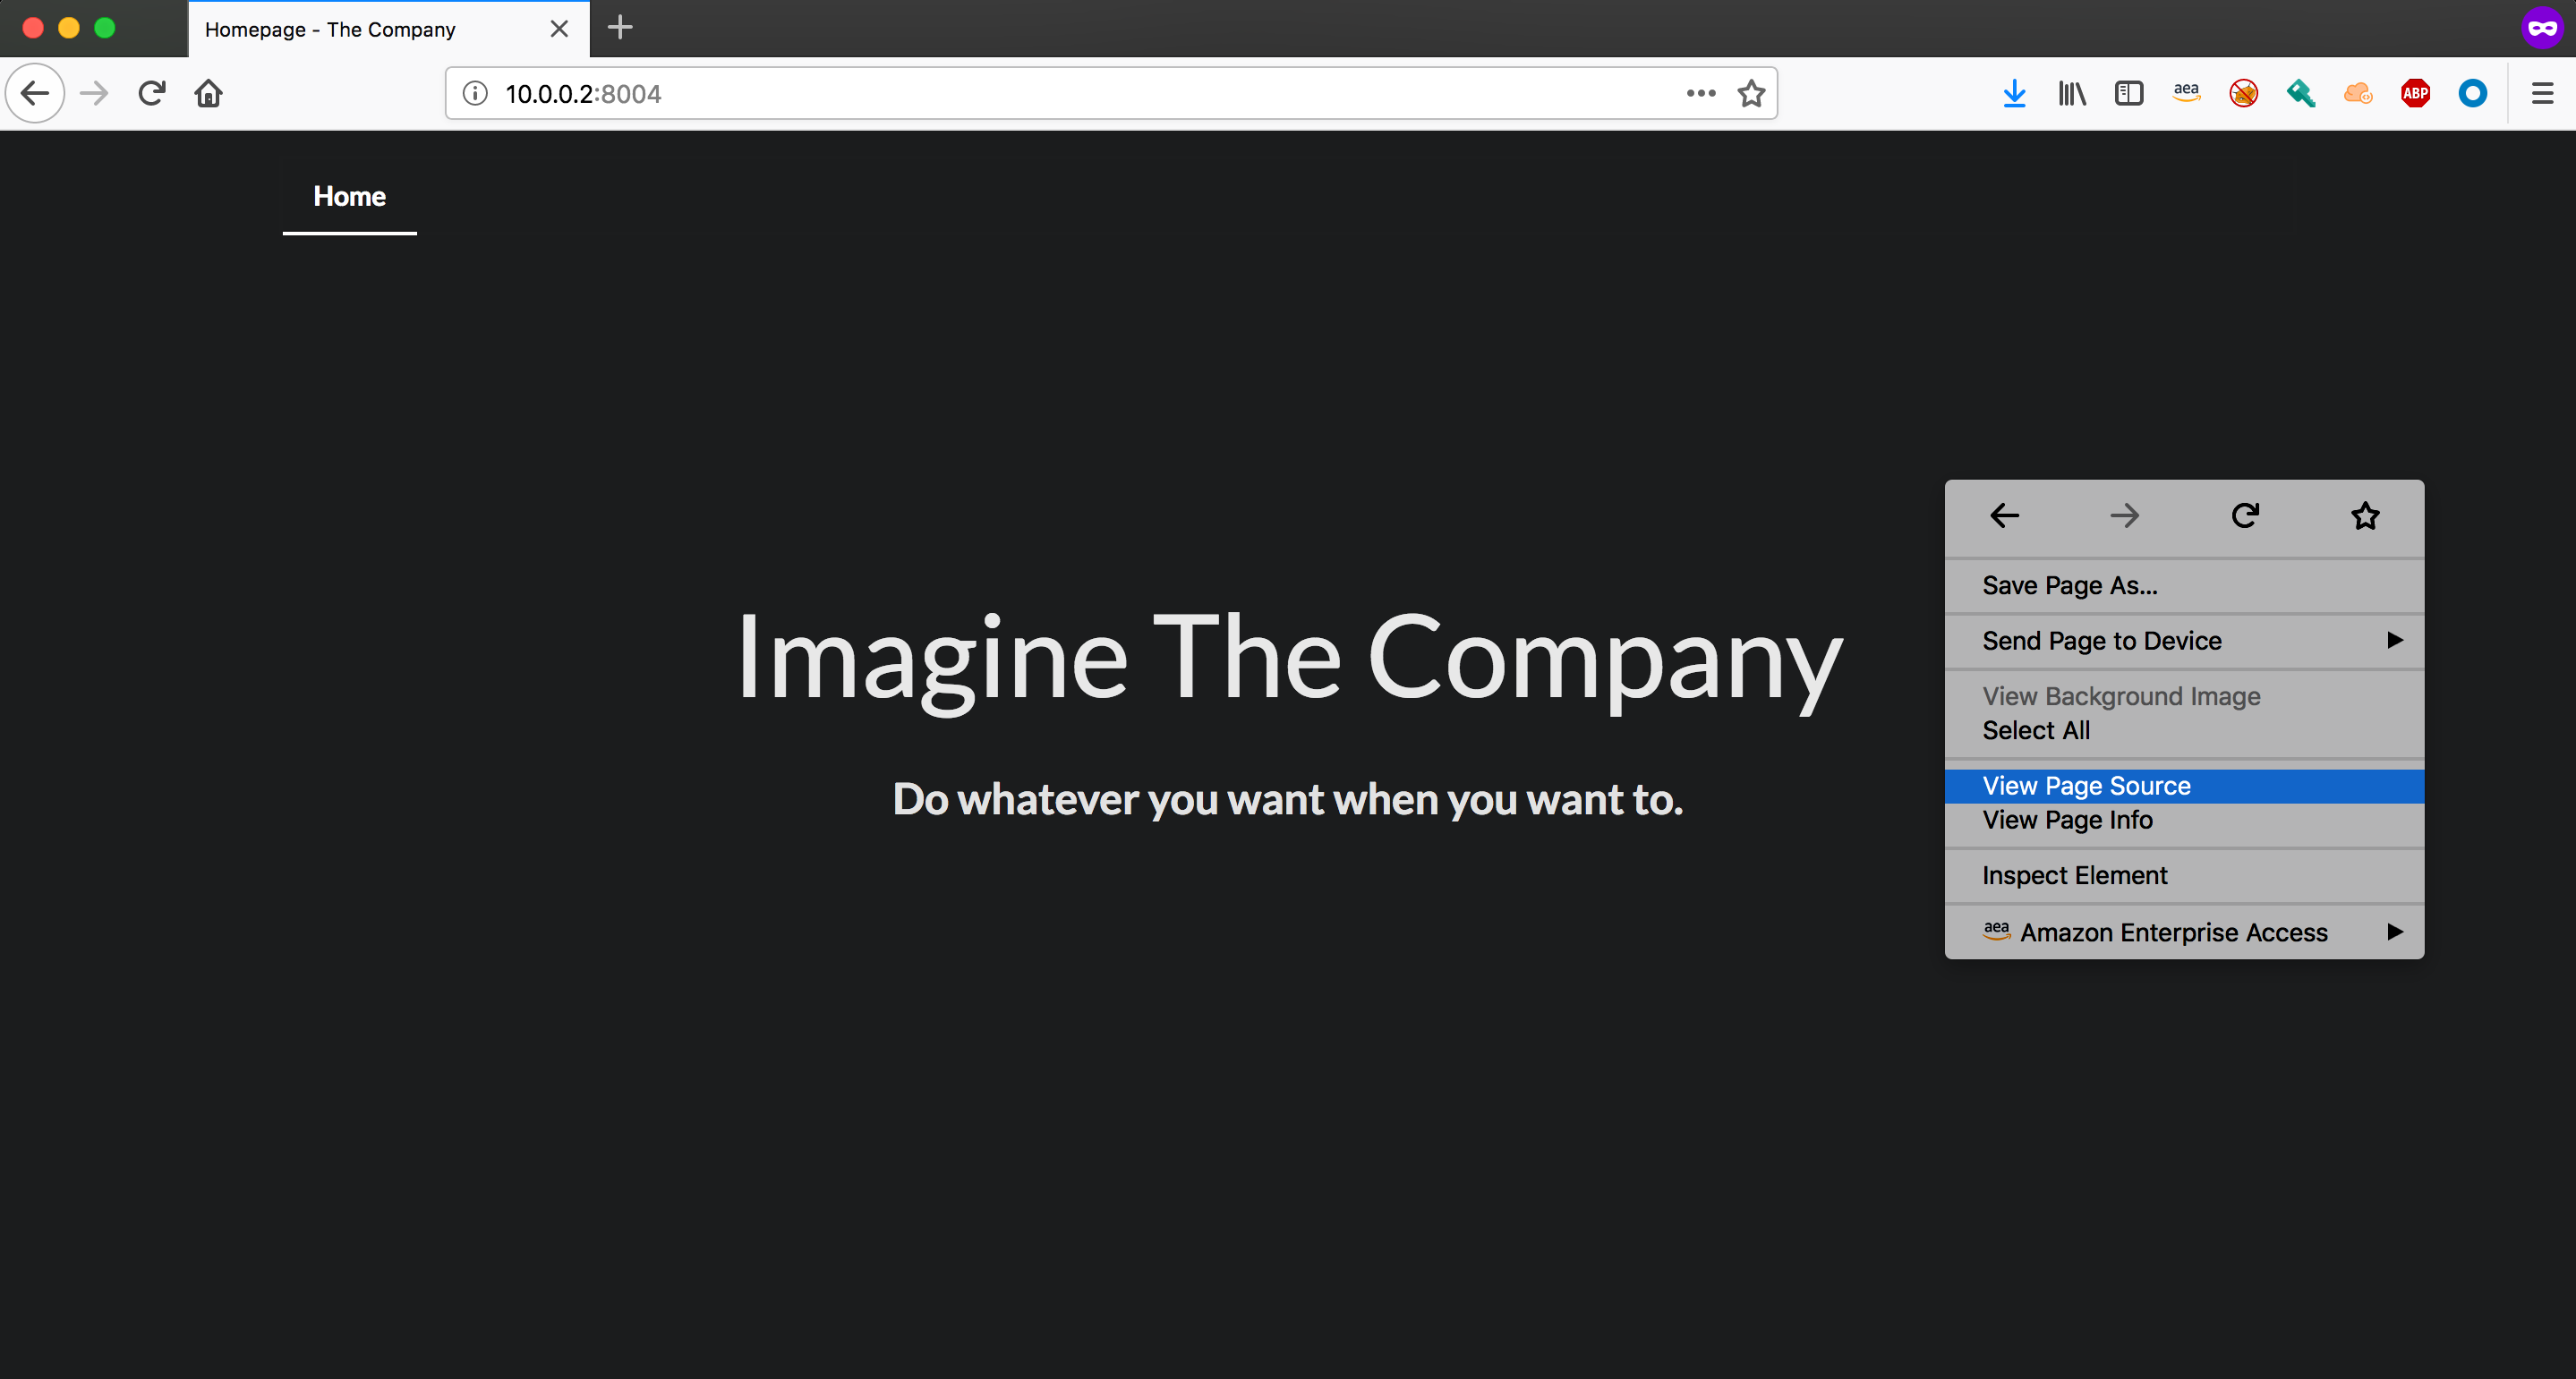 Homepage - The Company
10.0.0.2:8004
aea
ABP
Home
Imagine The Company
Do whatever you want when you want to.
Save Page As...
Send Page to Device
View Background Image
Select All
View Page Source
View Page Info
Inspect Element
aea Amazon Enterprise Access